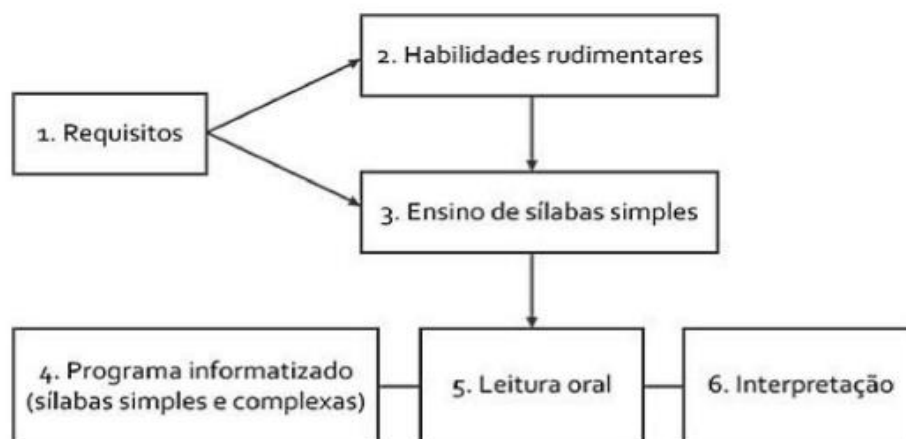 2. Habilidades rudimentares
1. Requisitos
3. Ensino de sílabas simples
4. Programa informatizado
(sílabas simples e complexas)
5. Leitura oral
6. Interpretação